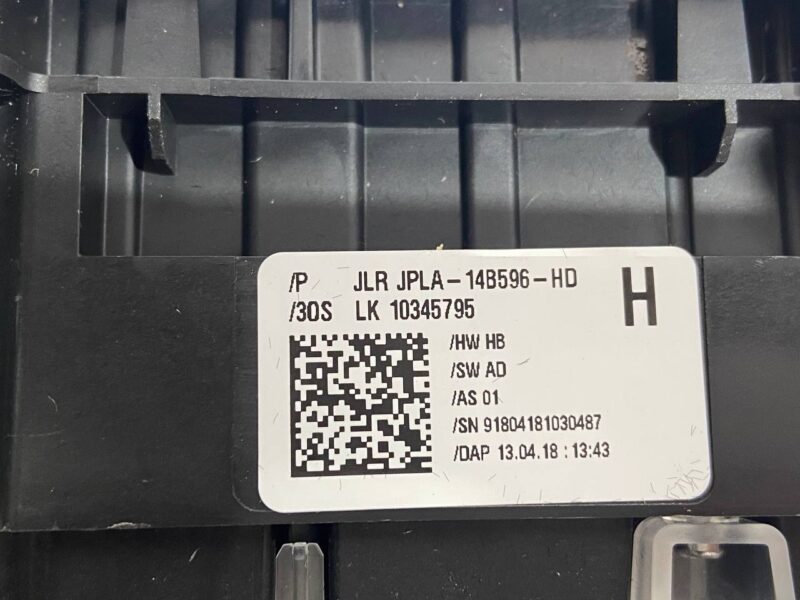 /P JLR JPLA-14B596-HD
H
/3OS LK 10345795
/HW HB
/SW AD
/AS 01
/SN 91804181030487
/DAP 13.04.18 : 13:43